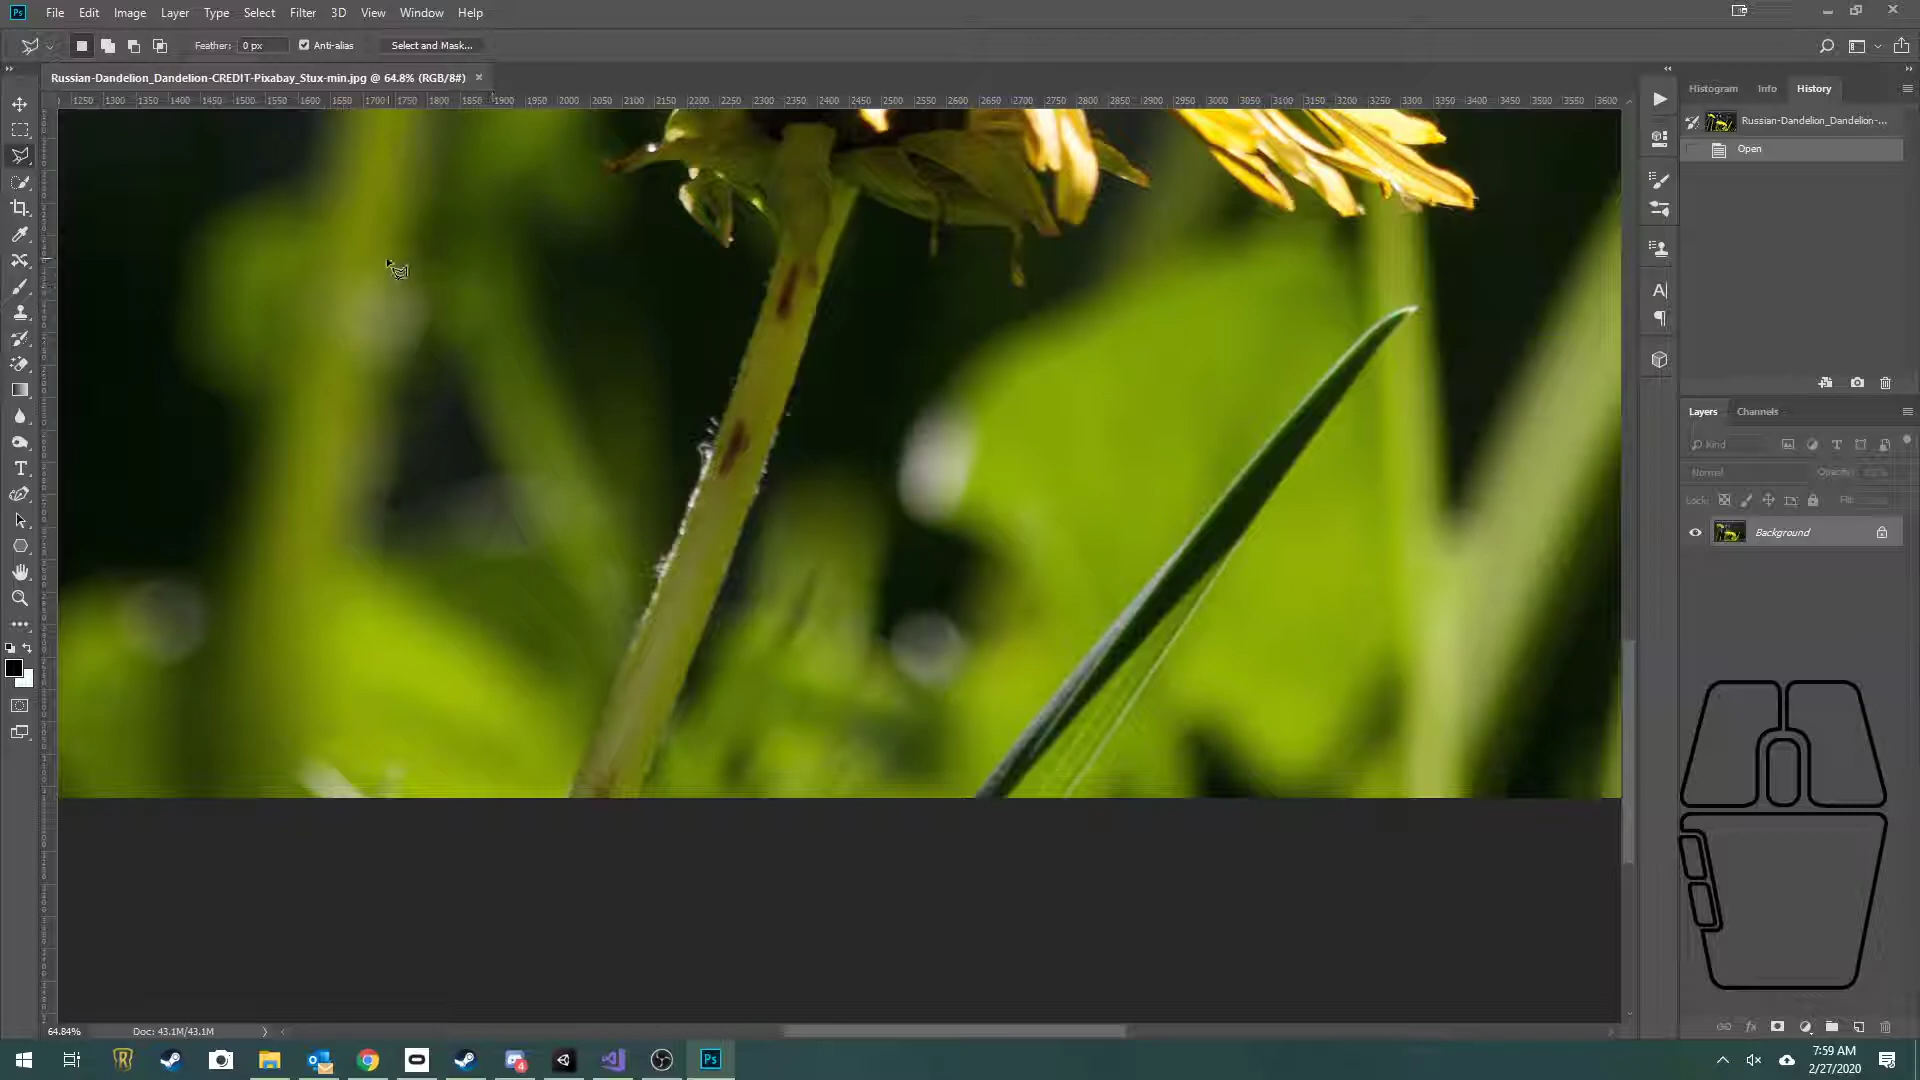 Ps File Edit Image Layer Type Select Filter 3D View Window Help
Feather: 0 px Anti-alias Select and Mask...
Russian-Dandelion_Dandelion-CREDIT-Pixabay_Stux-min.jpg @ 64.8% (RGB/8#) ×
1250 1300 1350 1400 1450 1500 1550 1600 1650 1700 1750 1800 1850 1900 1950 2000 2050 2100 2150 2200 2250 2300 2350 2400 2450 2500 2550 2600 2650 2700 2750 2800 2850 2900 2950 3000 3050 3100 3150 3200 3250 3300 3350 3400 3450 3500 3550 3600
Histogram Info History
Russian-Dandelion_Dandelion-...
Open
Layers Channels
Kind
Normal Opacity:
Lock: Fill:
Background
64.84% Doc: 43.1M/43.1M
4
Ps
7:59 AM
2/27/2020